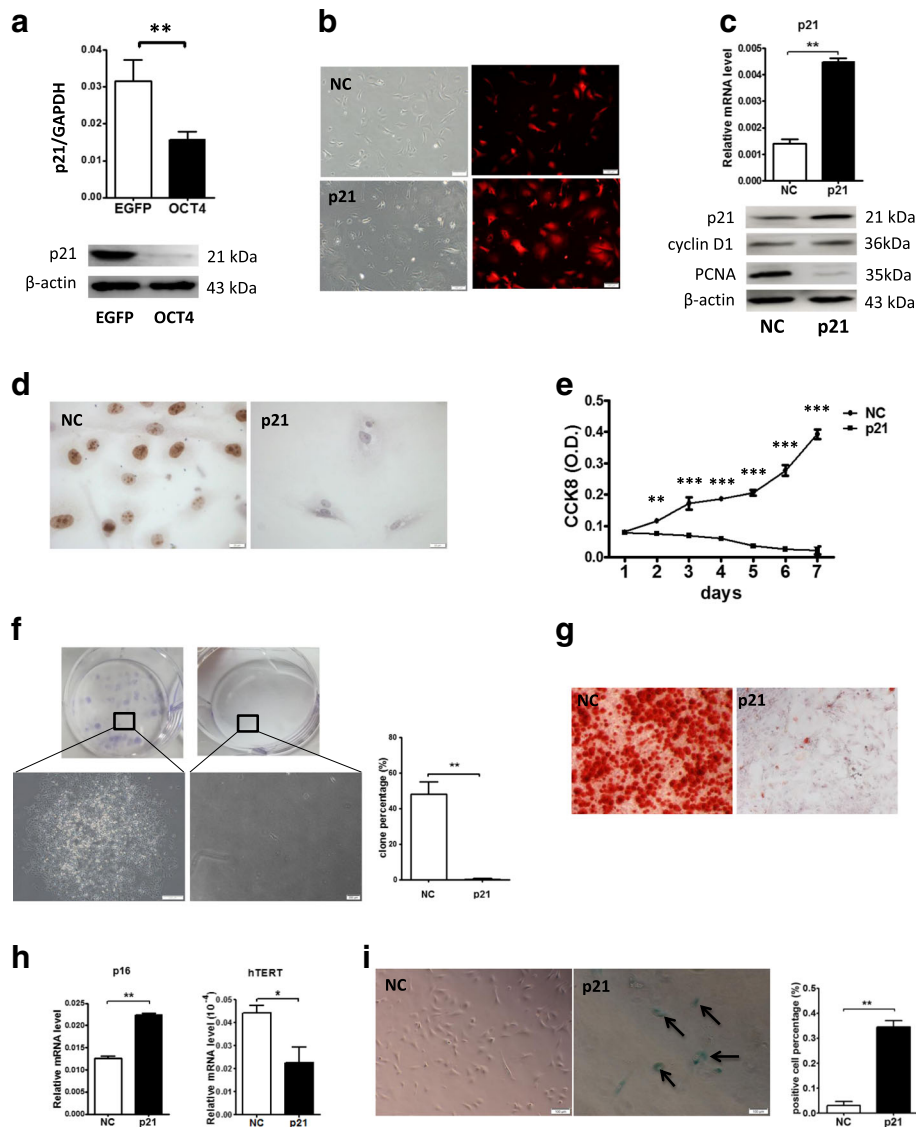 a
**
p21/GAPDH
0.04
0.03
0.02
0.01
0.00
EGFP OCT4
p21 21 kDa
β-actin 43 kDa
EGFP OCT4
b
NC
p21
c
p21
**
Relative mRNA level
0.005
0.004
0.003
0.002
0.001
0.000
NC p21
p21 21 kDa
cyclin D1 36kDa
PCNA 35kDa
β-actin 43 kDa
NC p21
d
NC p21
e
CCK8 (O.D.)
0.5
0.4
0.3
0.2
0.1
0.0
** *** *** *** *** ***
NC
p21
1 2 3 4 5 6 7
days
f
clone percentage (%)
80
60
40
20
0
**
NC p21
g
NC p21
h
p16
**
Relative mRNA level
0.025
0.020
0.015
0.010
0.005
0.000
NC p21
hTERT
*
Relative mRNA level (10⁻⁴)
0.05
0.04
0.03
0.02
0.01
0.00
NC p21
i
NC p21
positive cell percentage (%)
0.5
0.4
0.3
0.2
0.1
0.0
**
NC p21